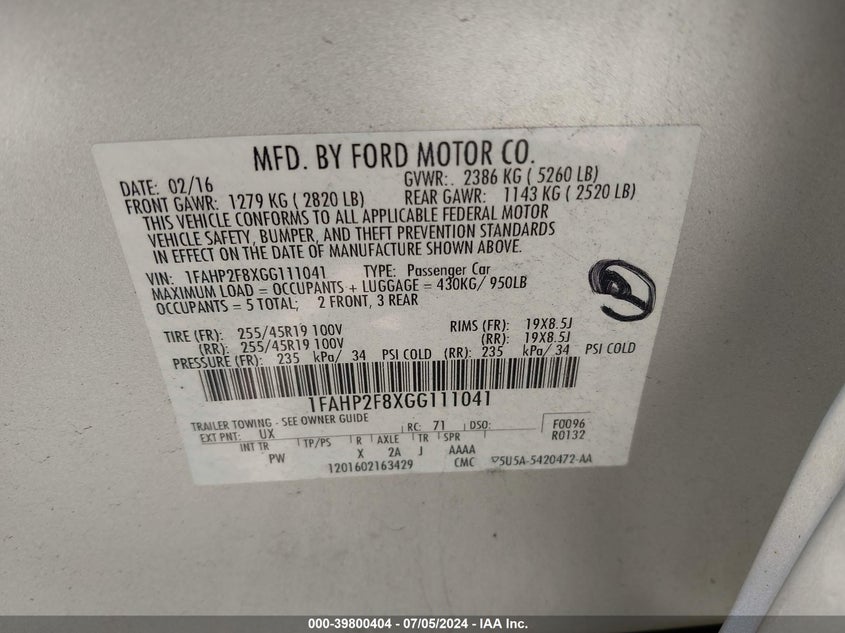 MFD. BY FORD MOTOR CO.
DATE: 02/16 GVWR:. 2386 KG ( 5260 LB)
FRONT GAWR: 1279 KG ( 2820 LB) REAR GAWR: 1143 KG ( 2520 LB)
THIS VEHICLE CONFORMS TO ALL APPLICABLE FEDERAL MOTOR
VEHICLE SAFETY, BUMPER, AND THEFT PREVENTION STANDARDS
IN EFFECT ON THE DATE OF MANUFACTURE SHOWN ABOVE.
VIN: 1FAHP2F8XGG111041 TYPE: Passenger Car
MAXIMUM LOAD = OCCUPANTS + LUGGAGE = 430KG/ 950LB
OCCUPANTS = 5 TOTAL; 2 FRONT, 3 REAR
TIRE (FR): 255/45R19 100V RIMS (FR): 19X8.5J
(RR): 255/45R19 100V (RR): 19X8.5J
PRESSURE (FR): 235 kPa/ 34 PSI COLD (RR): 235 kPa/ 34 PSI COLD
1FAHP2F8XGG111041
TRAILER TOWING - SEE OWNER GUIDE
EXT PNT: UX RC: 71 DSO: F0096
INT TR TP/PS R AXLE TR SPR R0132
PW X 2A J AAAA
1201602163429 CMC ▽5U5A-5420472-AA
000-39800404 / 07/05/2024 - IAA Inc.